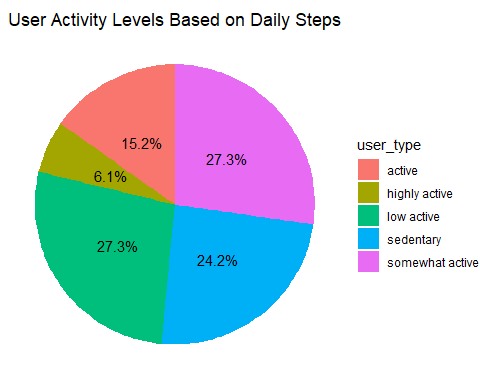 User Activity Levels Based on Daily Steps
15.2%
27.3%
6.1%
27.3%
24.2%
user_type
active
highly active
low active
sedentary
somewhat active